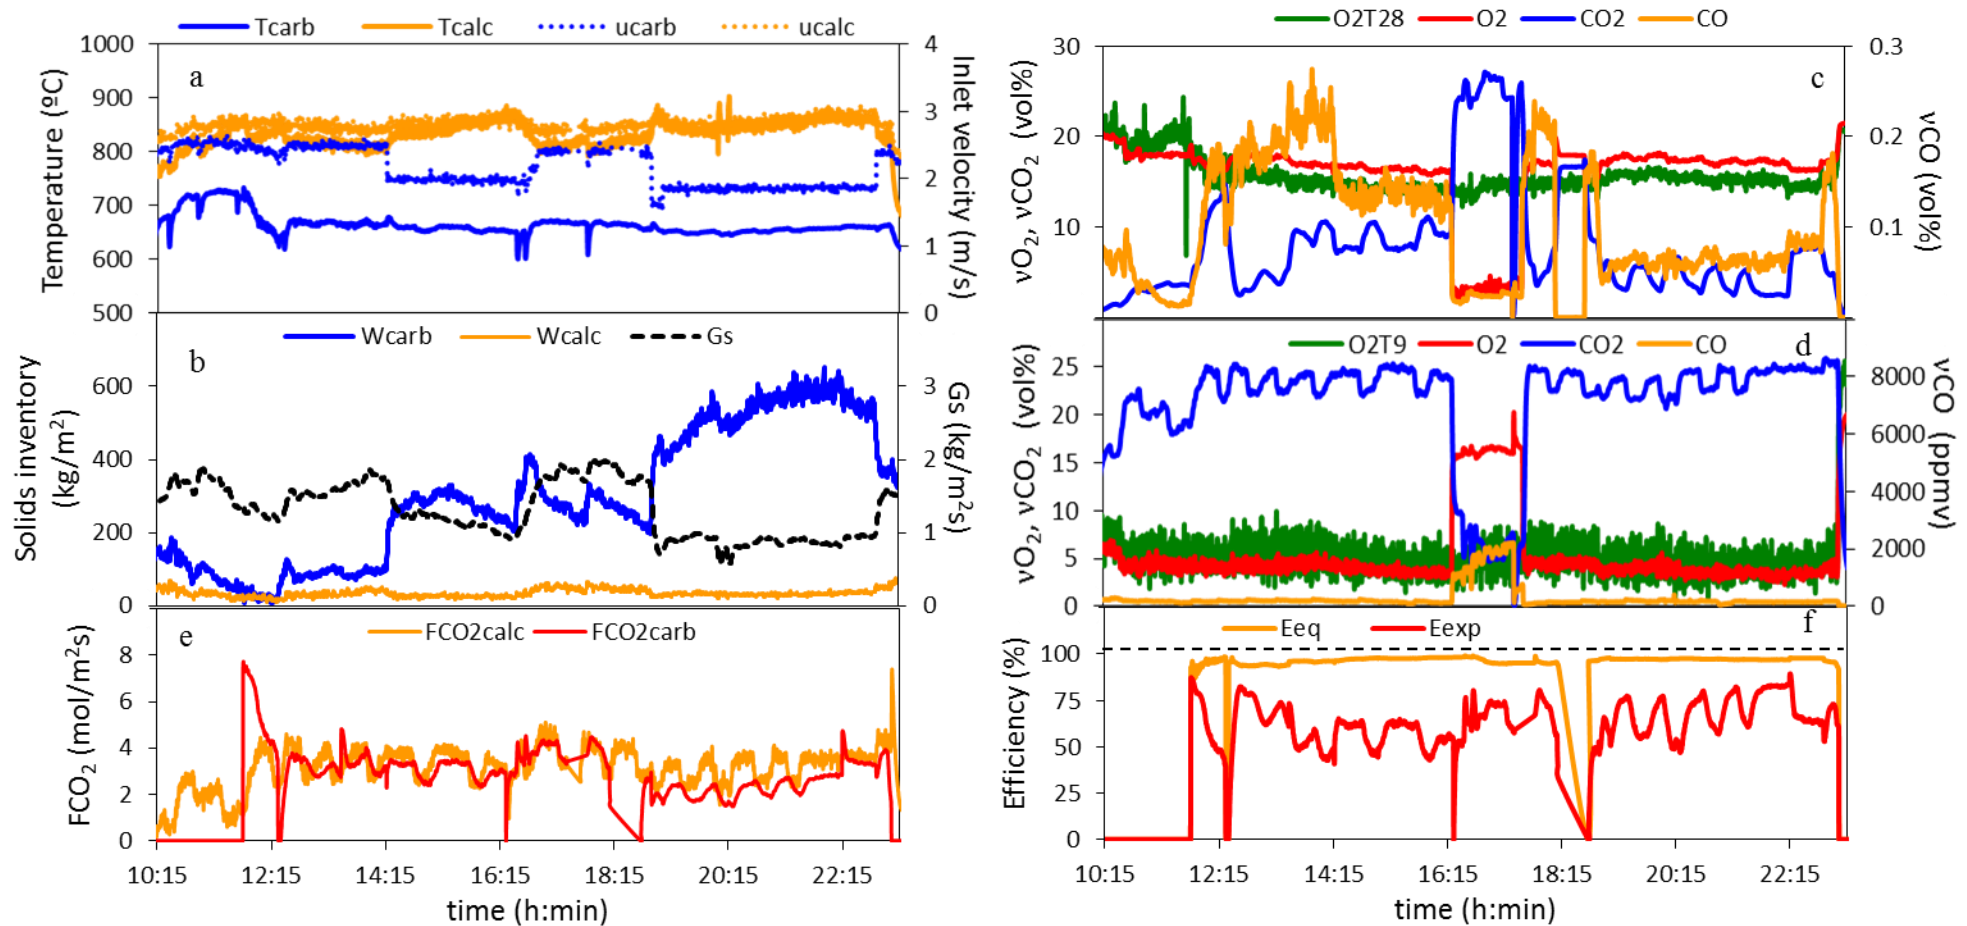 Tcarb Tcalc ucarb ucalc
a
Temperature (ºC)
1000
900
800
700
600
500
Inlet velocity (m/s)
4
3
2
1
0
Wcarb Wcalc Gs
b
Solids inventory
(kg/m²)
600
400
200
0
Gs (kg/m²s)
3
2
1
0
FCO₂calc FCO₂carb
e
FCO₂ (mol/m²s)
8
6
4
2
0
10:15 12:15 14:15 16:15 18:15 20:15 22:15
time (h:min)
O2T28 O2 CO2 CO
c
vO₂, vCO₂ (vol%)
30
20
10
vCO (vol%)
0.3
0.2
0.1
O2T9 O2 CO2 CO
d
vO₂, vCO₂ (vol%)
25
20
15
10
5
0
vCO (ppmv)
8000
6000
4000
2000
0
Eeq Eexp
f
Efficiency (%)
100
75
50
25
0
10:15 12:15 14:15 16:15 18:15 20:15 22:15
time (h:min)